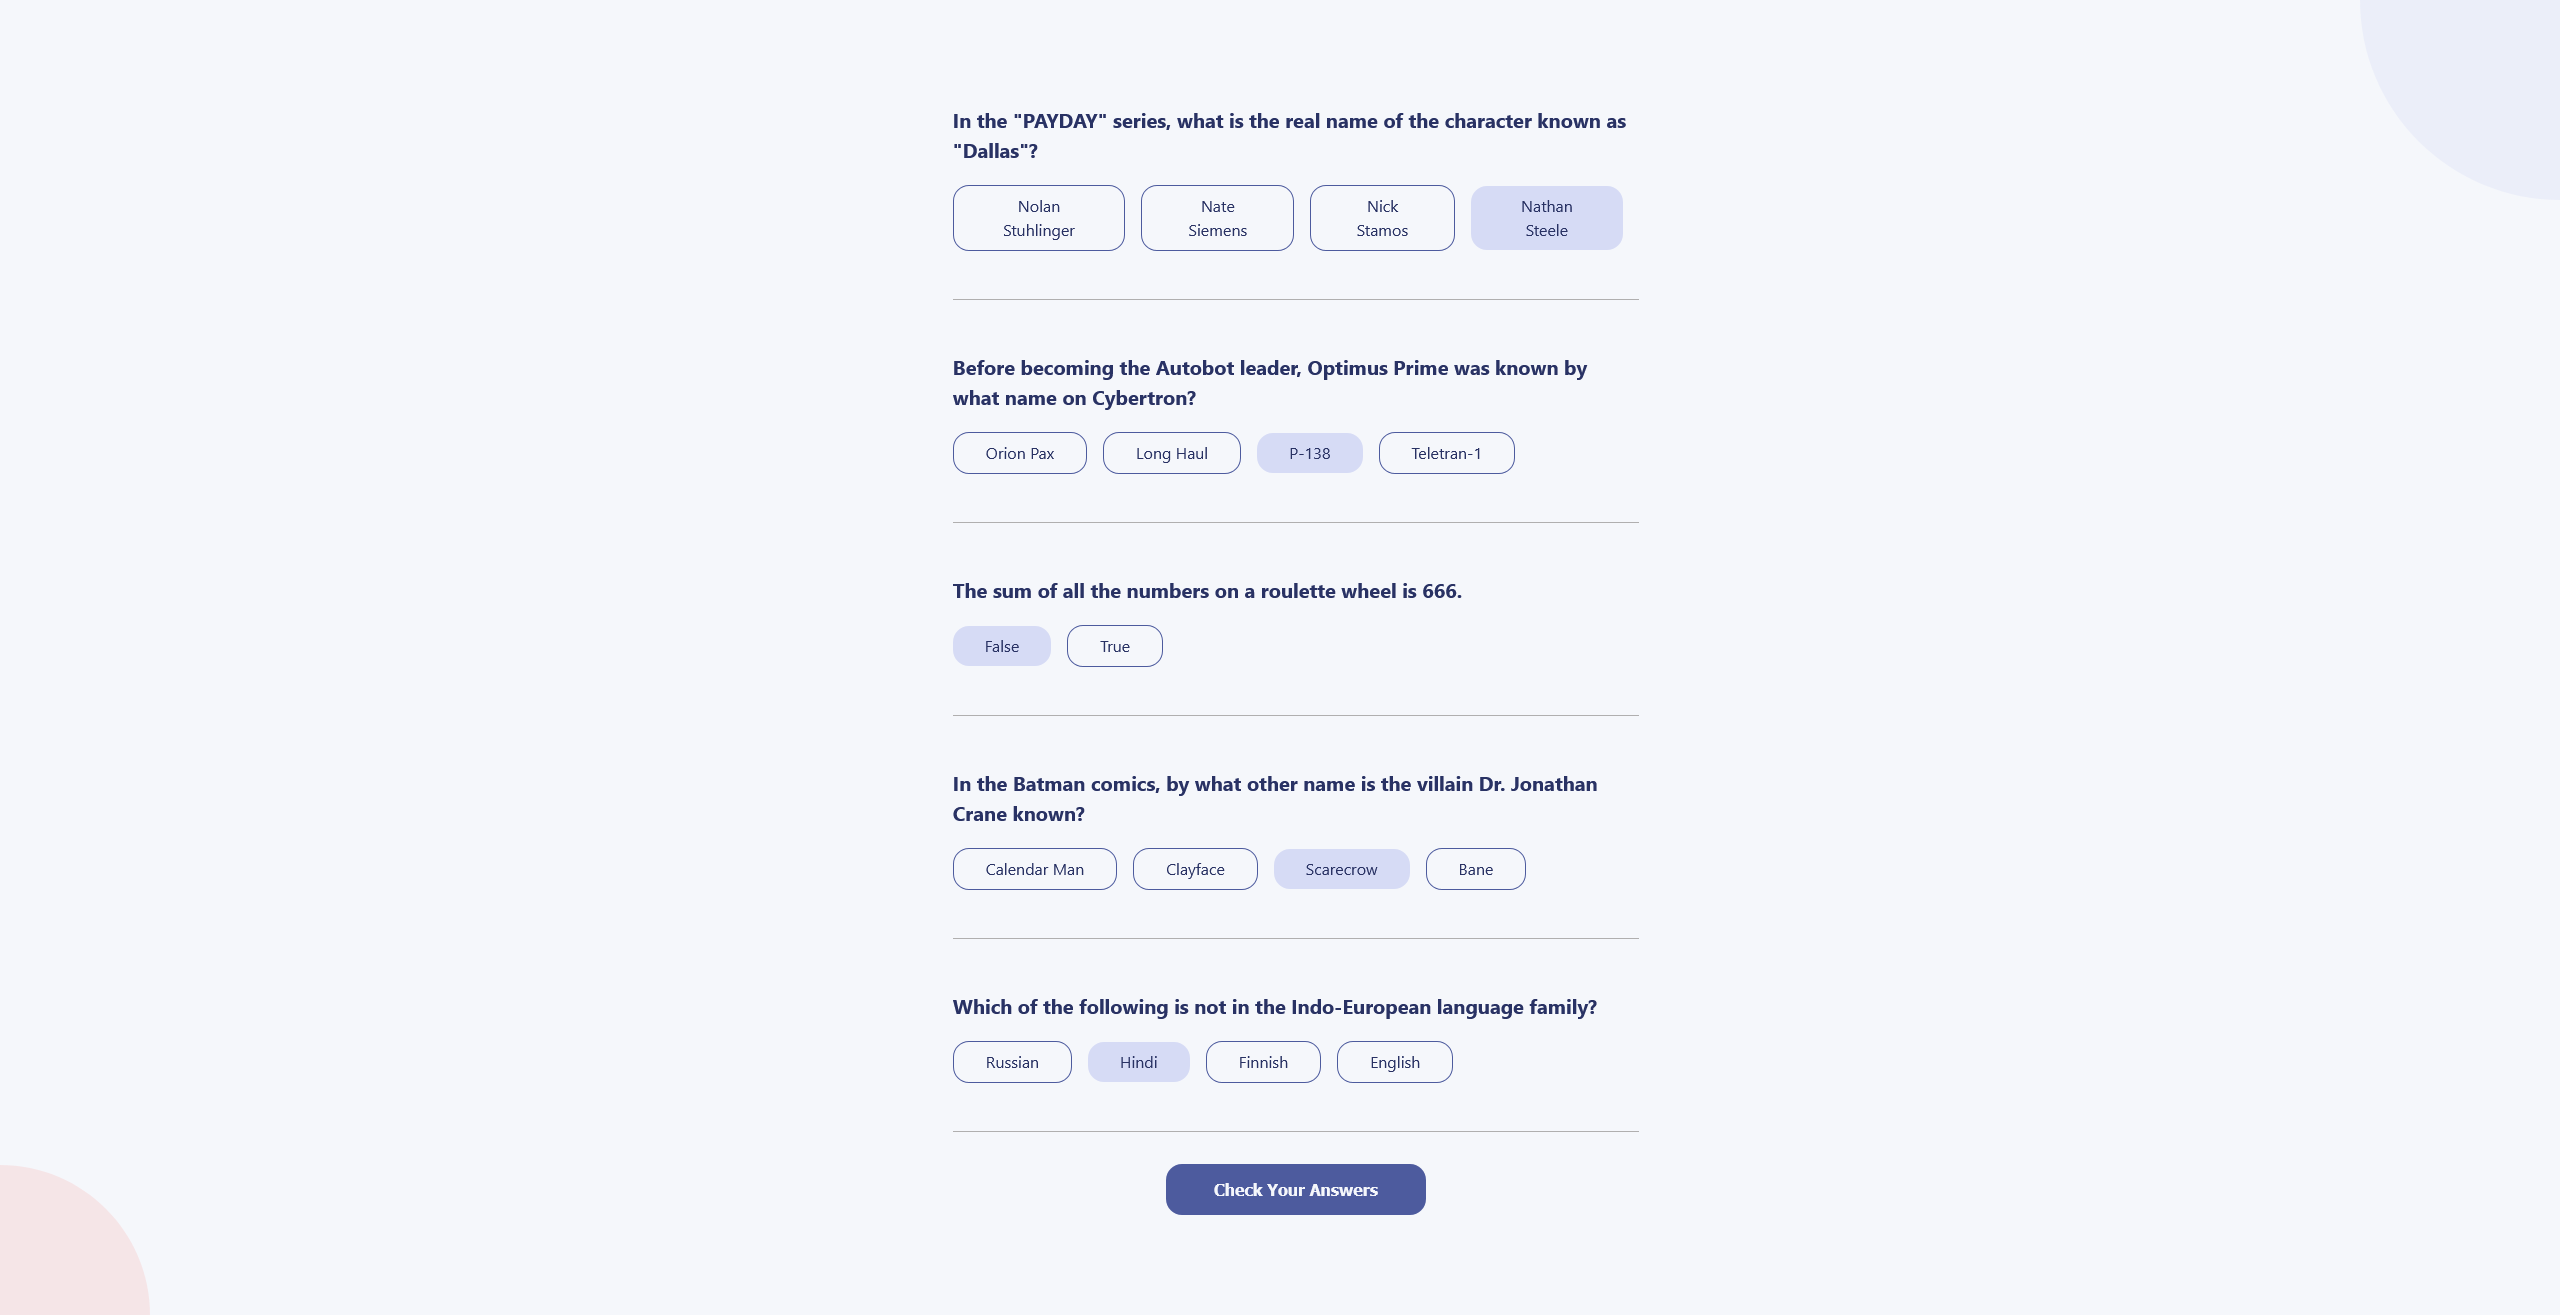 In the "PAYDAY" series, what is the real name of the character known as
"Dallas"?
Nolan
Stuhlinger
Nate
Siemens
Nick
Stamos
Nathan
Steele
Before becoming the Autobot leader, Optimus Prime was known by
what name on Cybertron?
Orion Pax
Long Haul
P-138
Teletran-1
The sum of all the numbers on a roulette wheel is 666.
False
True
In the Batman comics, by what other name is the villain Dr. Jonathan
Crane known?
Calendar Man
Clayface
Scarecrow
Bane
Which of the following is not in the Indo-European language family?
Russian
Hindi
Finnish
English
Check Your Answers